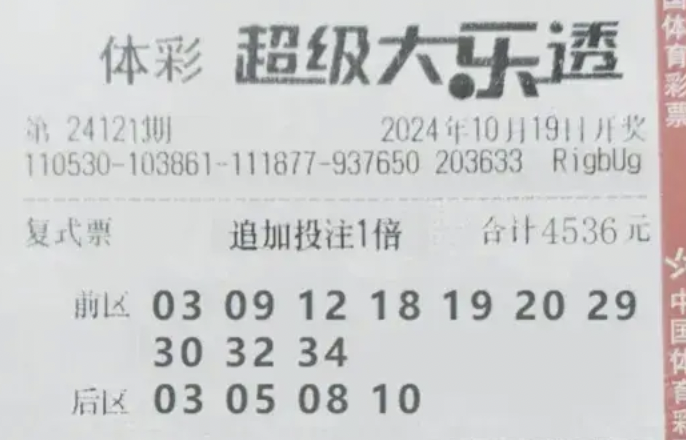 体彩 超级大乐透
第 24121期 2024年10月19日开奖
110530-103861-111877-937650 203633 RigbUg
复式票 追加投注1倍 合计4536元
前区 03 09 12 18 19 20 29
30 32 34
后区 03 05 08 10
国体育彩票
中国体育彩